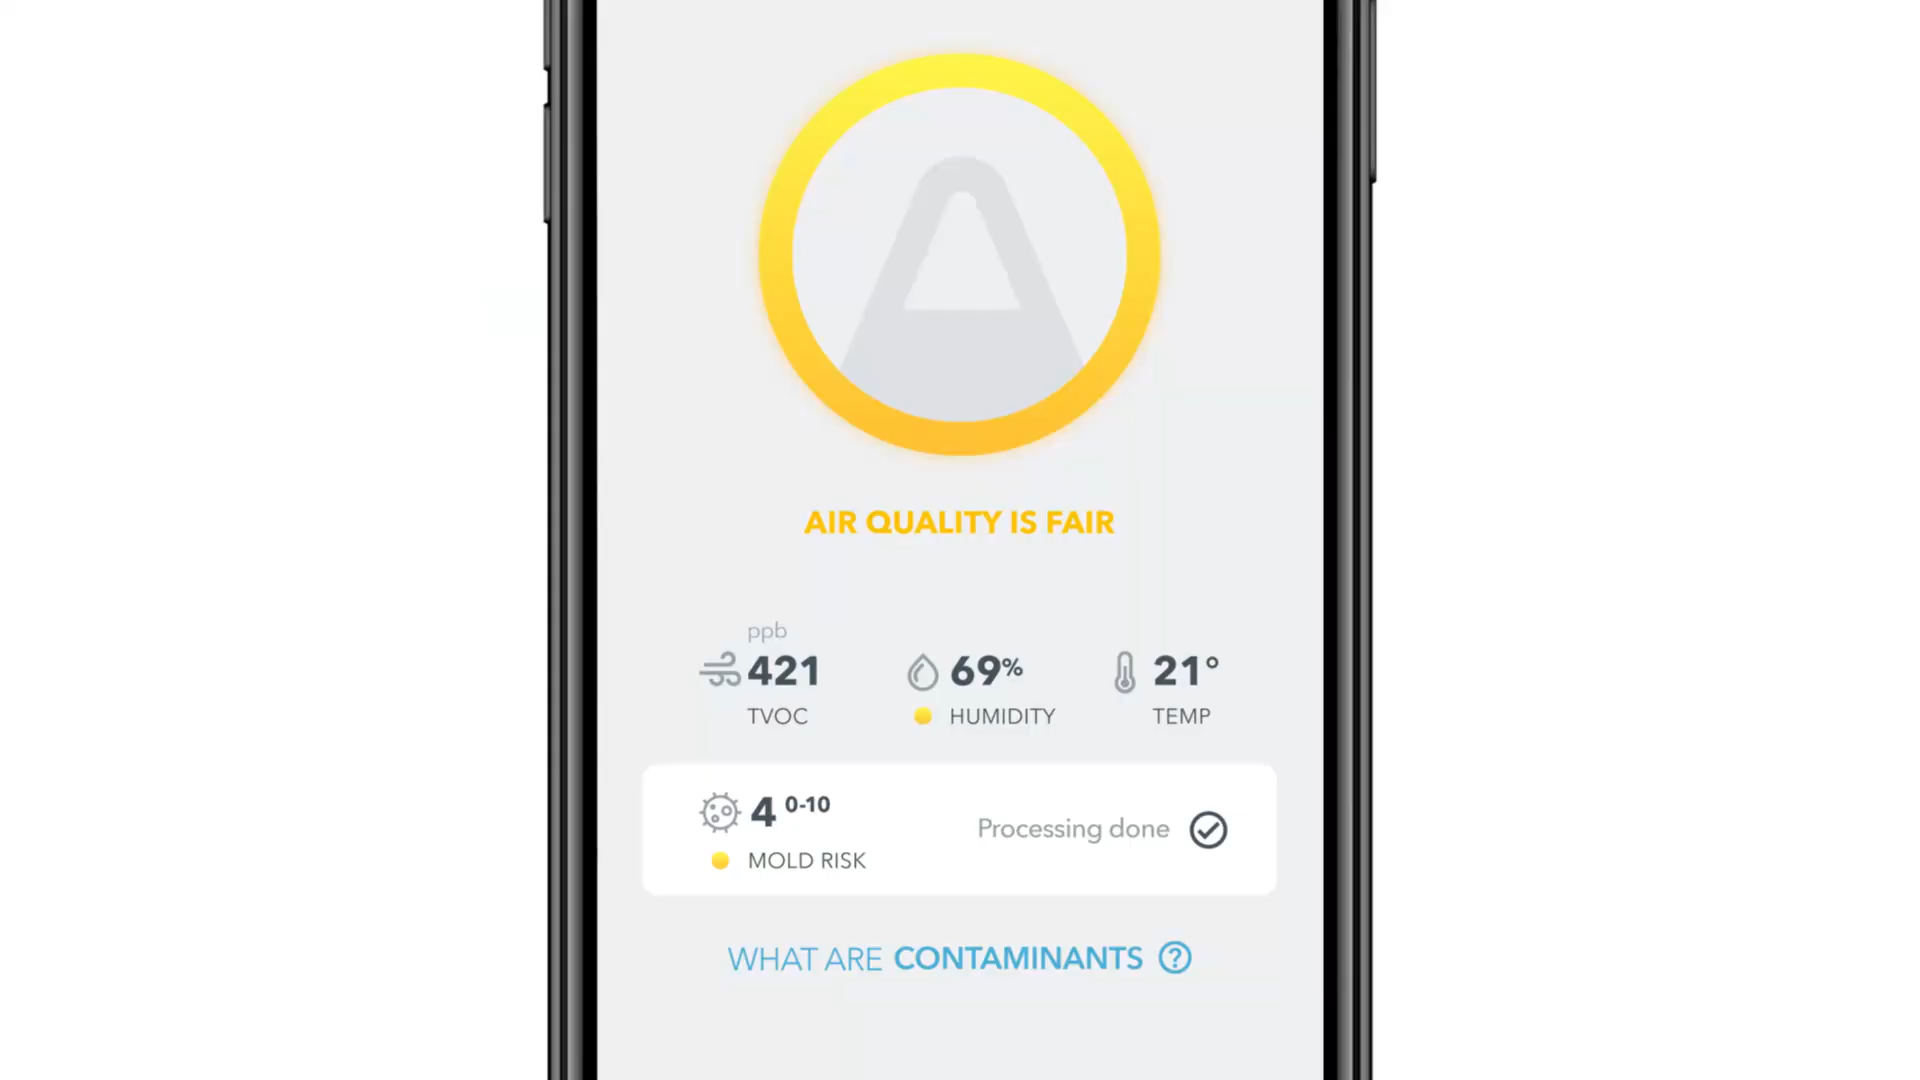 AIR QUALITY IS FAIR
ppb
421
TVOC
69%
HUMIDITY
21°
TEMP
4 0-10
MOLD RISK
Processing done
WHAT ARE CONTAMINANTS ?